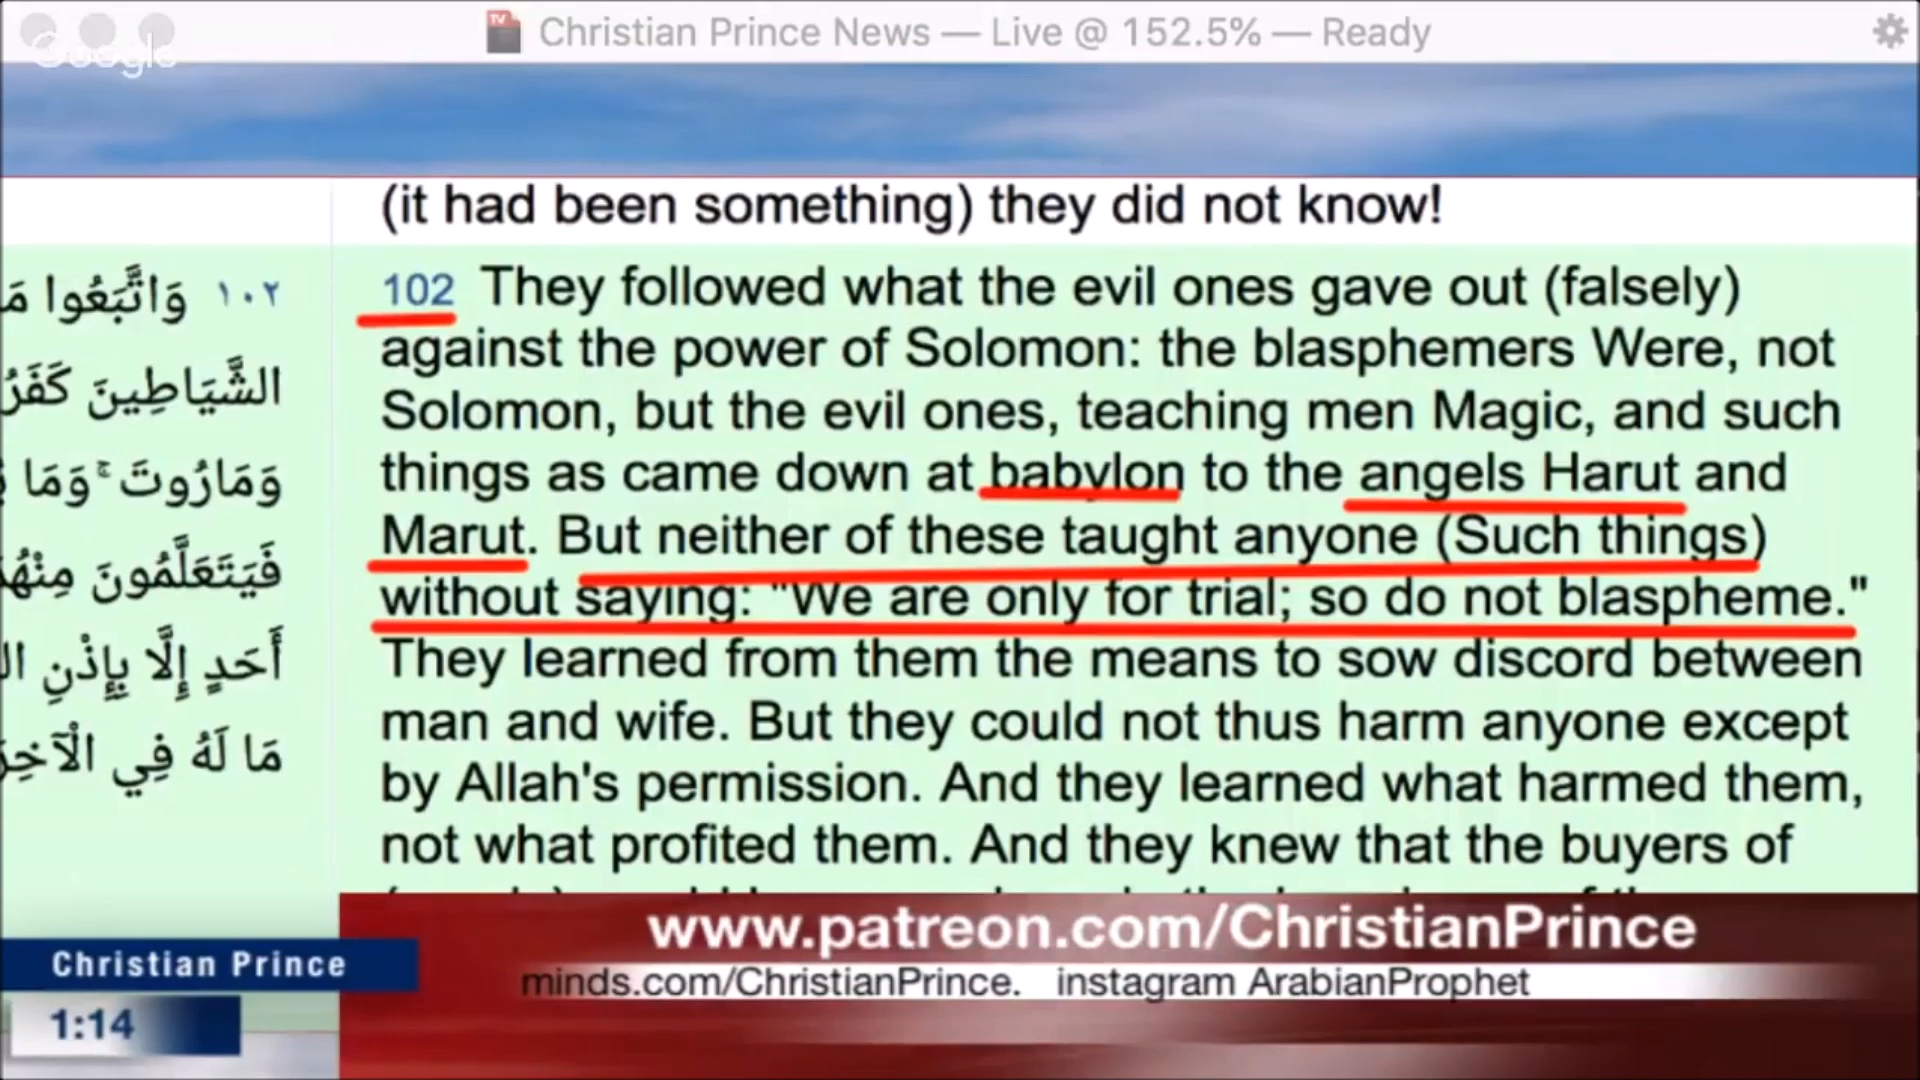 Christian Prince News — Live @ 152.5% — Ready
Google
(it had been something) they did not know!
102 They followed what the evil ones gave out (falsely)
against the power of Solomon: the blasphemers Were, not
Solomon, but the evil ones, teaching men Magic, and such
things as came down at babylon to the angels Harut and
Marut. But neither of these taught anyone (Such things)
without saying: "We are only for trial; so do not blaspheme."
They learned from them the means to sow discord between
man and wife. But they could not thus harm anyone except
by Allah's permission. And they learned what harmed them,
not what profited them. And they knew that the buyers of
١٠٢ وَاتَّبَعُوا
الشَّيَاطِينَ
وَمَارُوتَ ۚ وَمَا
فَيَتَعَلَّمُونَ
أَحَدٍ إِلَّا بِإِذْنِ
مَا لَهُ فِي
www.patreon.com/ChristianPrince
minds.com/ChristianPrince. instagram ArabianProphet
Christian Prince
1:14